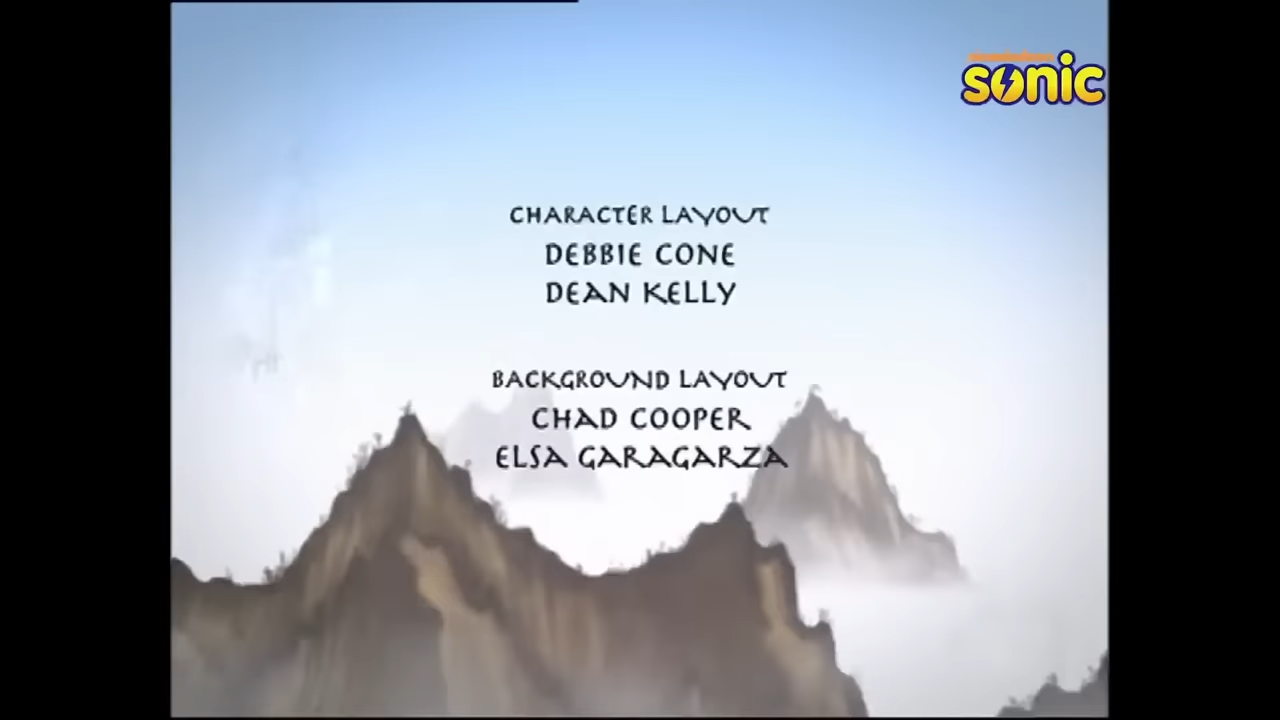 sonic
CHARACTER LAYOUT
DEBBIE CONE
DEAN KELLY
BACKGROUND LAYOUT
CHAD COOPER
ELSA GARAGARZA